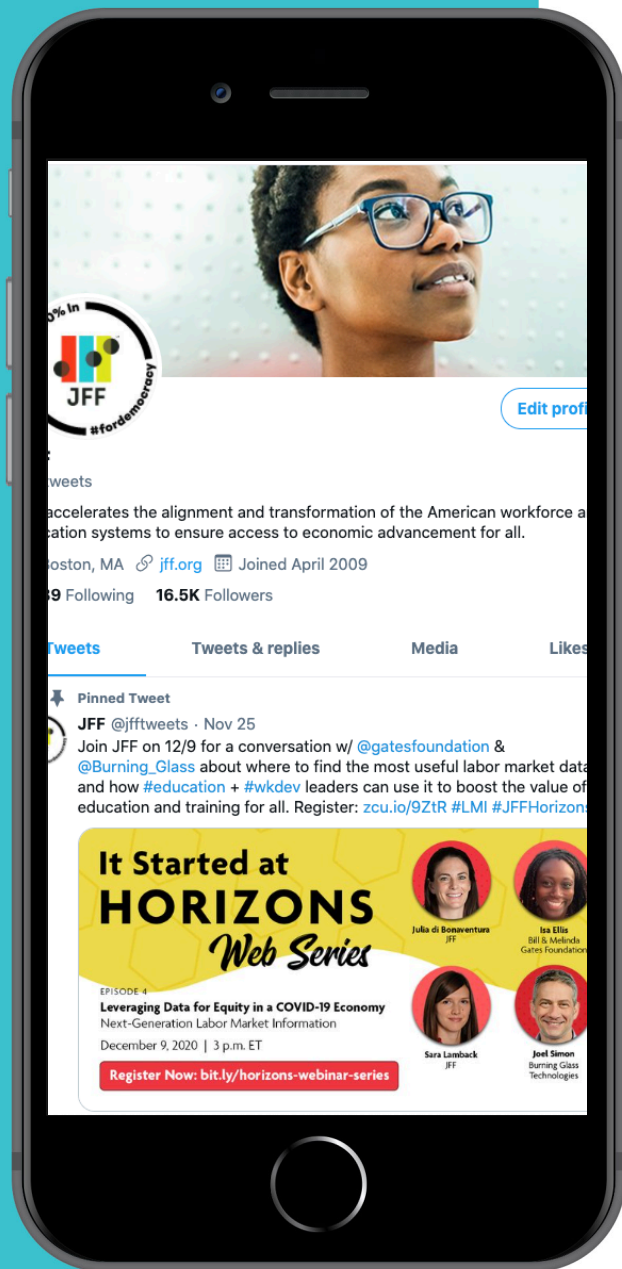 0% In
JFF
#fordemocracy
Edit profi
:
tweets
accelerates the alignment and transformation of the American workforce a
cation systems to ensure access to economic advancement for all.
Boston, MA jff.org Joined April 2009
39 Following 16.5K Followers
Tweets Tweets & replies Media Likes
Pinned Tweet
JFF @jfftweets · Nov 25
Join JFF on 12/9 for a conversation w/ @gatesfoundation &
@Burning_Glass about where to find the most useful labor market data
and how #education + #wkdev leaders can use it to boost the value of
education and training for all. Register: zcu.io/9ZtR #LMI #JFFHorizons
It Started at
HORIZONS
Web Series
EPISODE 4
Leveraging Data for Equity in a COVID-19 Economy
Next-Generation Labor Market Information
December 9, 2020 | 3 p.m. ET
Register Now: bit.ly/horizons-webinar-series
Julia di Bonaventura
JFF
Isa Ellis
Bill & Melinda
Gates Foundation
Sara Lamback
JFF
Joel Simon
Burning Glass
Technologies